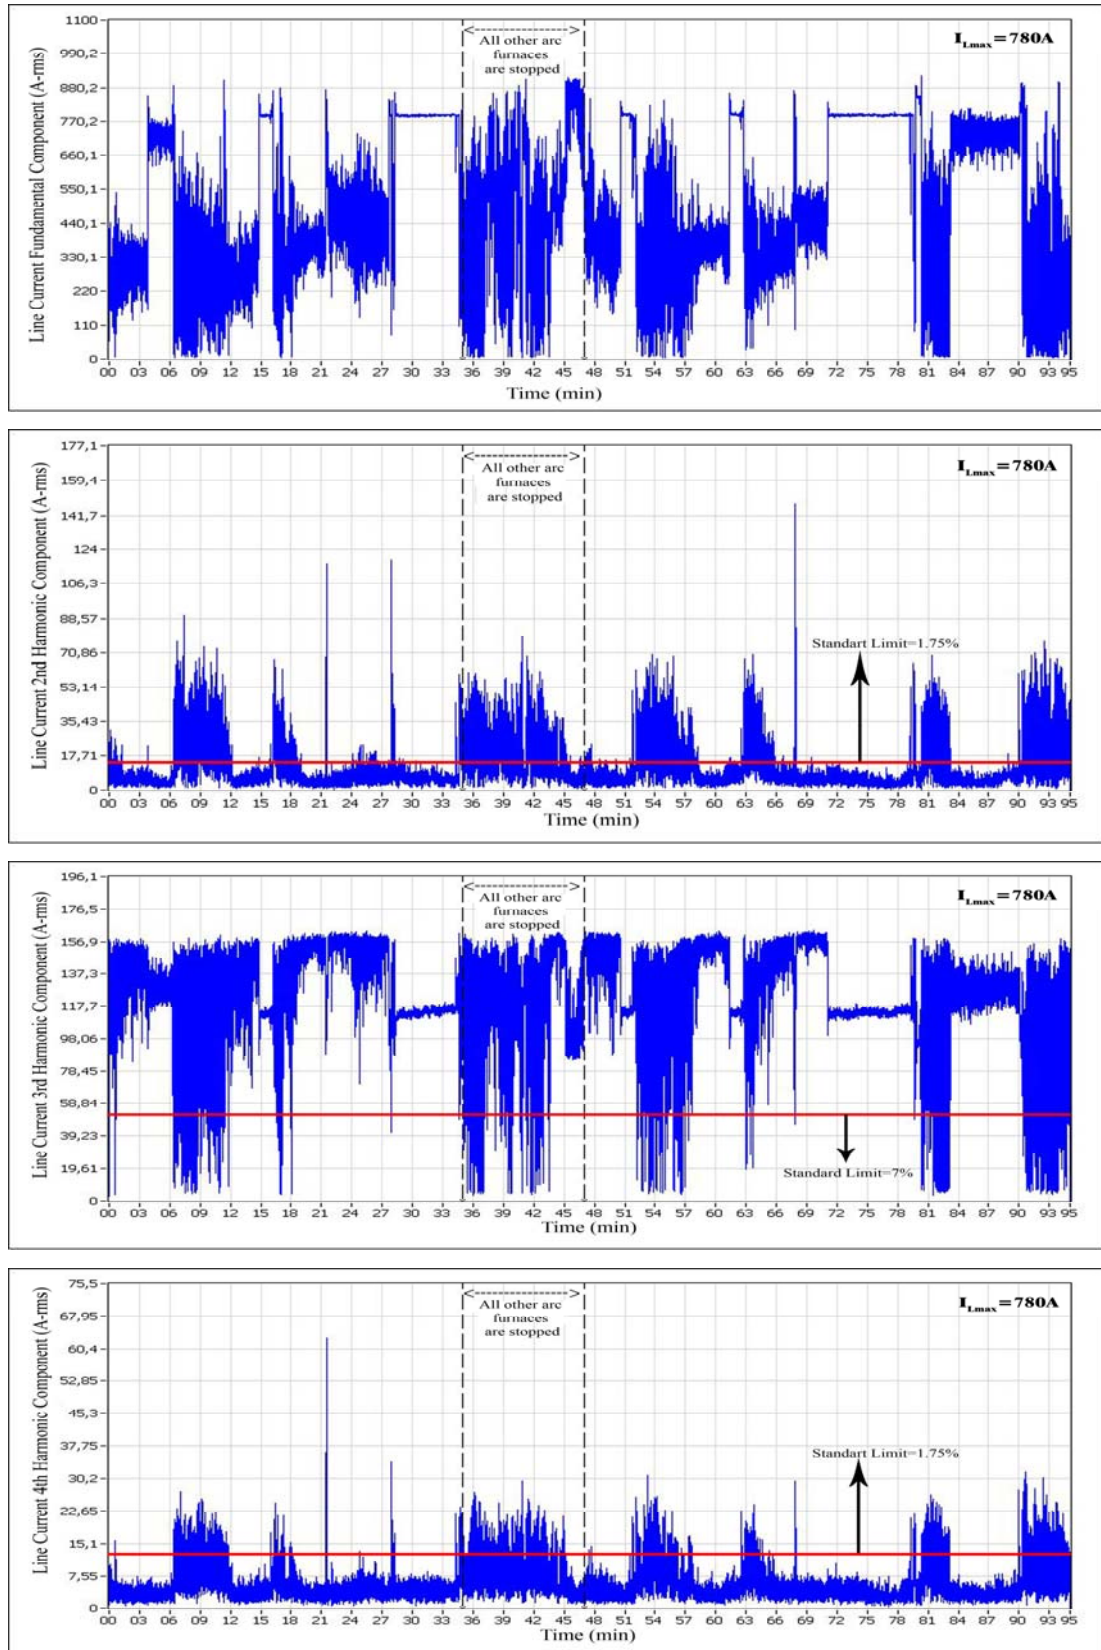 1100
990,2
880,2
770,2
660,1
550,1
440,1
330,1
220
110
0
Line Current Fundamental Component (A-rms)
<----------------->
All other arc
furnaces
are stopped
I Lmax = 780A
00 03 06 09 12 15 18 21 24 27 30 33 36 39 42 45 48 51 54 57 60 63 66 69 72 75 78 81 84 87 90 93 95
Time (min)
177,1
159,4
141,7
124
106,3
88,57
70,86
53,14
35,43
17,71
0
Line Current 2nd Harmonic Component (A-rms)
<----------------->
All other arc
furnaces
are stopped
I Lmax = 780A
Standart Limit=1.75%
00 03 06 09 12 15 18 21 24 27 30 33 36 39 42 45 48 51 54 57 60 63 66 69 72 75 78 81 84 87 90 93 95
Time (min)
196,1
176,5
156,9
137,3
117,7
98,06
78,45
58,84
39,23
19,61
0
Line Current 3rd Harmonic Component (A-rms)
<----------------->
All other arc
furnaces
are stopped
I Lmax = 780A
Standard Limit=7%
00 03 06 09 12 15 18 21 24 27 30 33 36 39 42 45 48 51 54 57 60 63 66 69 72 75 78 81 84 87 90 93 95
Time (min)
75,5
67,95
60,4
52,85
45,3
37,75
30,2
22,65
15,1
7,55
0
Line Current 4th Harmonic Component (A-rms)
<----------------->
All other arc
furnaces
are stopped
I Lmax = 780A
Standart Limit=1.75%
00 03 06 09 12 15 18 21 24 27 30 33 36 39 42 45 48 51 54 57 60 63 66 69 72 75 78 81 84 87 90 93 95
Time (min)